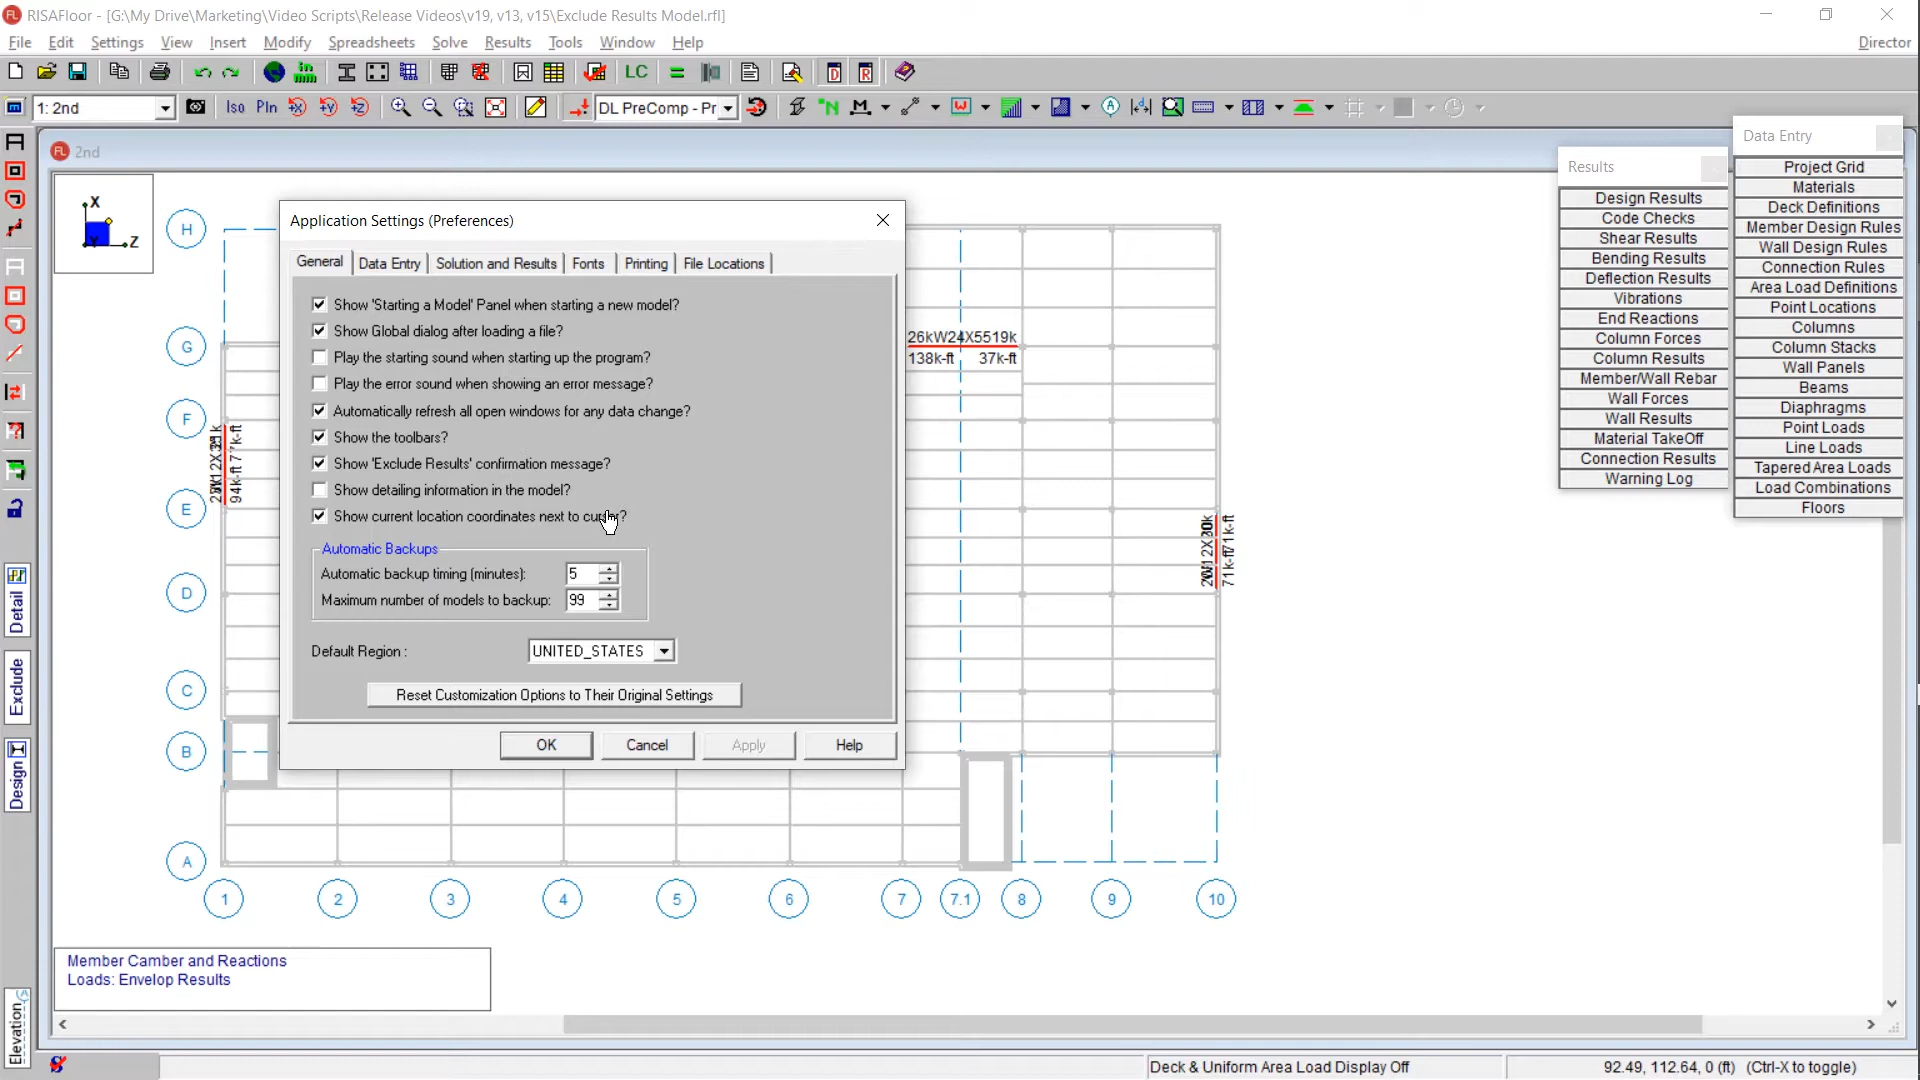 RISAFloor - [G:\My Drive\Marketing\Video Scripts\Release Videos\v19, v13, v15\Exclude Results Model.rfl]
File Edit Settings View Insert Modify Spreadsheets Solve Results Tools Window Help Director
LC D R
1: 2nd Iso Pln DL PreComp - Pr
2nd
X
Y
Z
H
G
F
E
D
C
B
A
1 2 3 4 5 6 7 7.1 8 9 10
Application Settings (Preferences)
General Data Entry Solution and Results Fonts Printing File Locations
Show 'Starting a Model' Panel when starting a new model?
Show Global dialog after loading a file?
Play the starting sound when starting up the program?
Play the error sound when showing an error message?
Automatically refresh all open windows for any data change?
Show the toolbars?
Show 'Exclude Results' confirmation message?
Show detailing information in the model?
Show current location coordinates next to cursor?
Automatic Backups
Automatic backup timing (minutes): 5
Maximum number of models to backup: 99
Default Region : UNITED_STATES
Reset Customization Options to Their Original Settings
OK Cancel Apply Help
26kW24X5519k
138k-ft 37k-ft
94k-ft 77k-ft
71k-ft71k-ft
Results
Design Results
Code Checks
Shear Results
Bending Results
Deflection Results
Vibrations
End Reactions
Column Forces
Column Results
Member/Wall Rebar
Wall Forces
Wall Results
Material TakeOff
Connection Results
Warning Log
Data Entry
Project Grid
Materials
Deck Definitions
Member Design Rules
Wall Design Rules
Connection Rules
Area Load Definitions
Point Locations
Columns
Column Stacks
Wall Panels
Beams
Diaphragms
Point Loads
Line Loads
Tapered Area Loads
Load Combinations
Floors
Detail
Exclude
Design
Elevation
Member Camber and Reactions
Loads: Envelop Results
Deck & Uniform Area Load Display Off
92.49, 112.64, 0 (ft) (Ctrl-X to toggle)